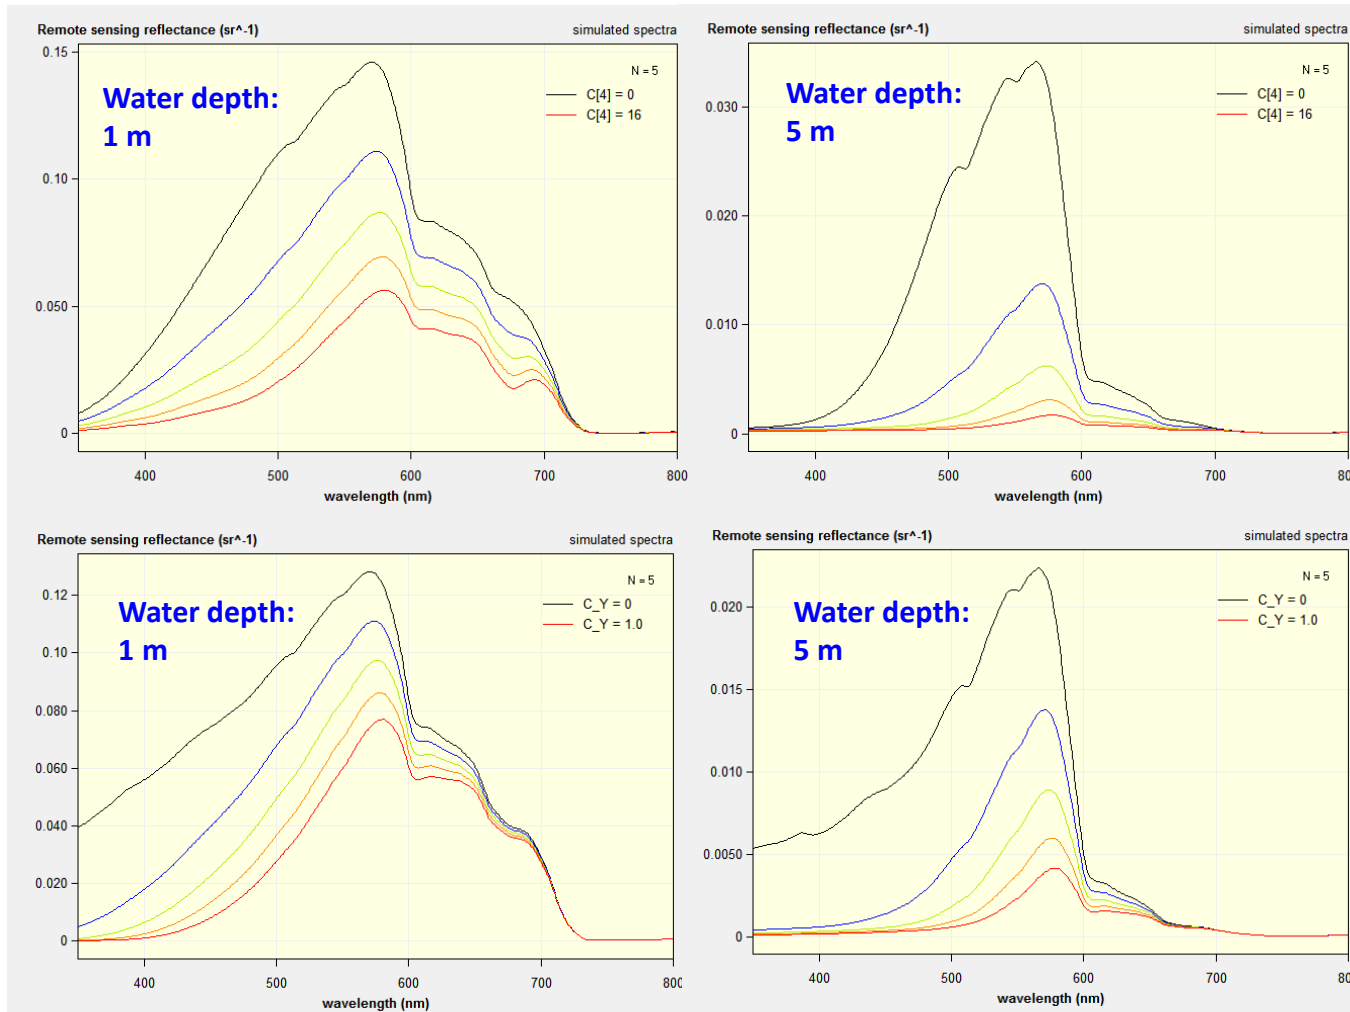 Remote sensing reflectance (sr^-1) simulated spectra
0.15
0.10
0.050
0
Water depth:
1 m
N = 5
C[4] = 0
C[4] = 16
400 500 600 700 800
wavelength (nm)
Remote sensing reflectance (sr^-1) simulated spectra
0.030
0.020
0.010
0
Water depth:
5 m
N = 5
C[4] = 0
C[4] = 16
400 500 600 700 80
wavelength (nm)
Remote sensing reflectance (sr^-1) simulated spectra
0.12
0.10
0.080
0.060
0.040
0.020
0
Water depth:
1 m
N = 5
C_Y = 0
C_Y = 1.0
400 500 600 700 800
wavelength (nm)
Remote sensing reflectance (sr^-1) simulated spectra
0.020
0.015
0.010
0.0050
0
Water depth:
5 m
N = 5
C_Y = 0
C_Y = 1.0
400 500 600 700 80
wavelength (nm)